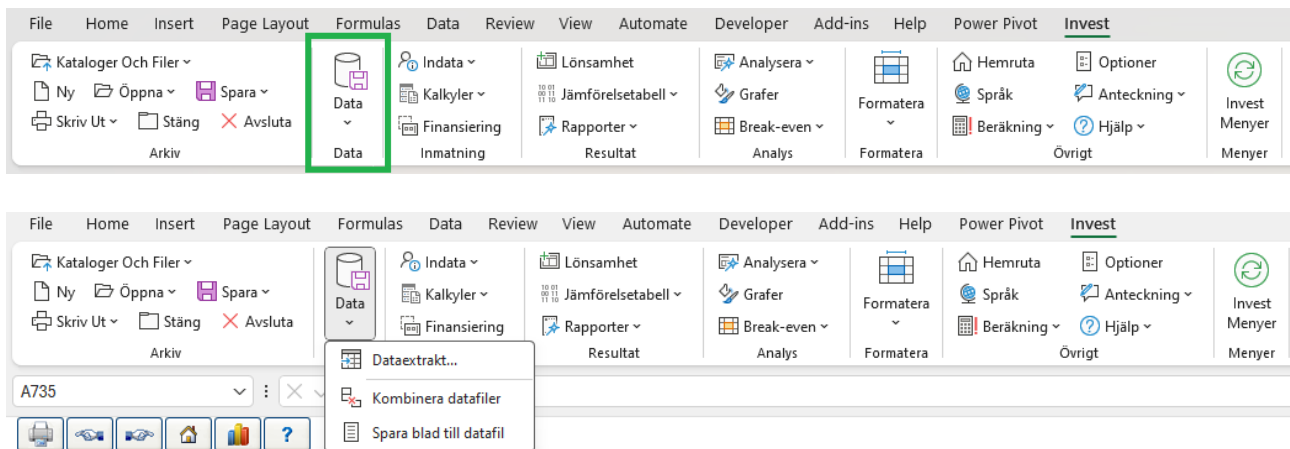 File Home Insert Page Layout Formulas Data Review View Automate Developer Add-ins Help Power Pivot Invest
Kataloger Och Filer Indata Lönsamhet Analysera Hemruta Optioner
Ny Öppna Spara Data Kalkyler Jämförelsetabell Grafer Formatera Språk Anteckning Invest Menyer
Skriv Ut Stäng Avsluta Finansiering Rapporter Break-even Beräkning Hjälp
Arkiv Data Inmatning Resultat Analys Formatera Övrigt Menyer
File Home Insert Page Layout Formulas Data Review View Automate Developer Add-ins Help Power Pivot Invest
Kataloger Och Filer Indata Lönsamhet Analysera Hemruta Optioner
Ny Öppna Spara Data Kalkyler Jämförelsetabell Grafer Formatera Språk Anteckning Invest Menyer
Skriv Ut Stäng Avsluta Finansiering Rapporter Break-even Beräkning Hjälp
Arkiv Resultat Analys Formatera Övrigt Menyer
Dataextrakt...
A735
Kombinera datafiler
? Spara blad till datafil